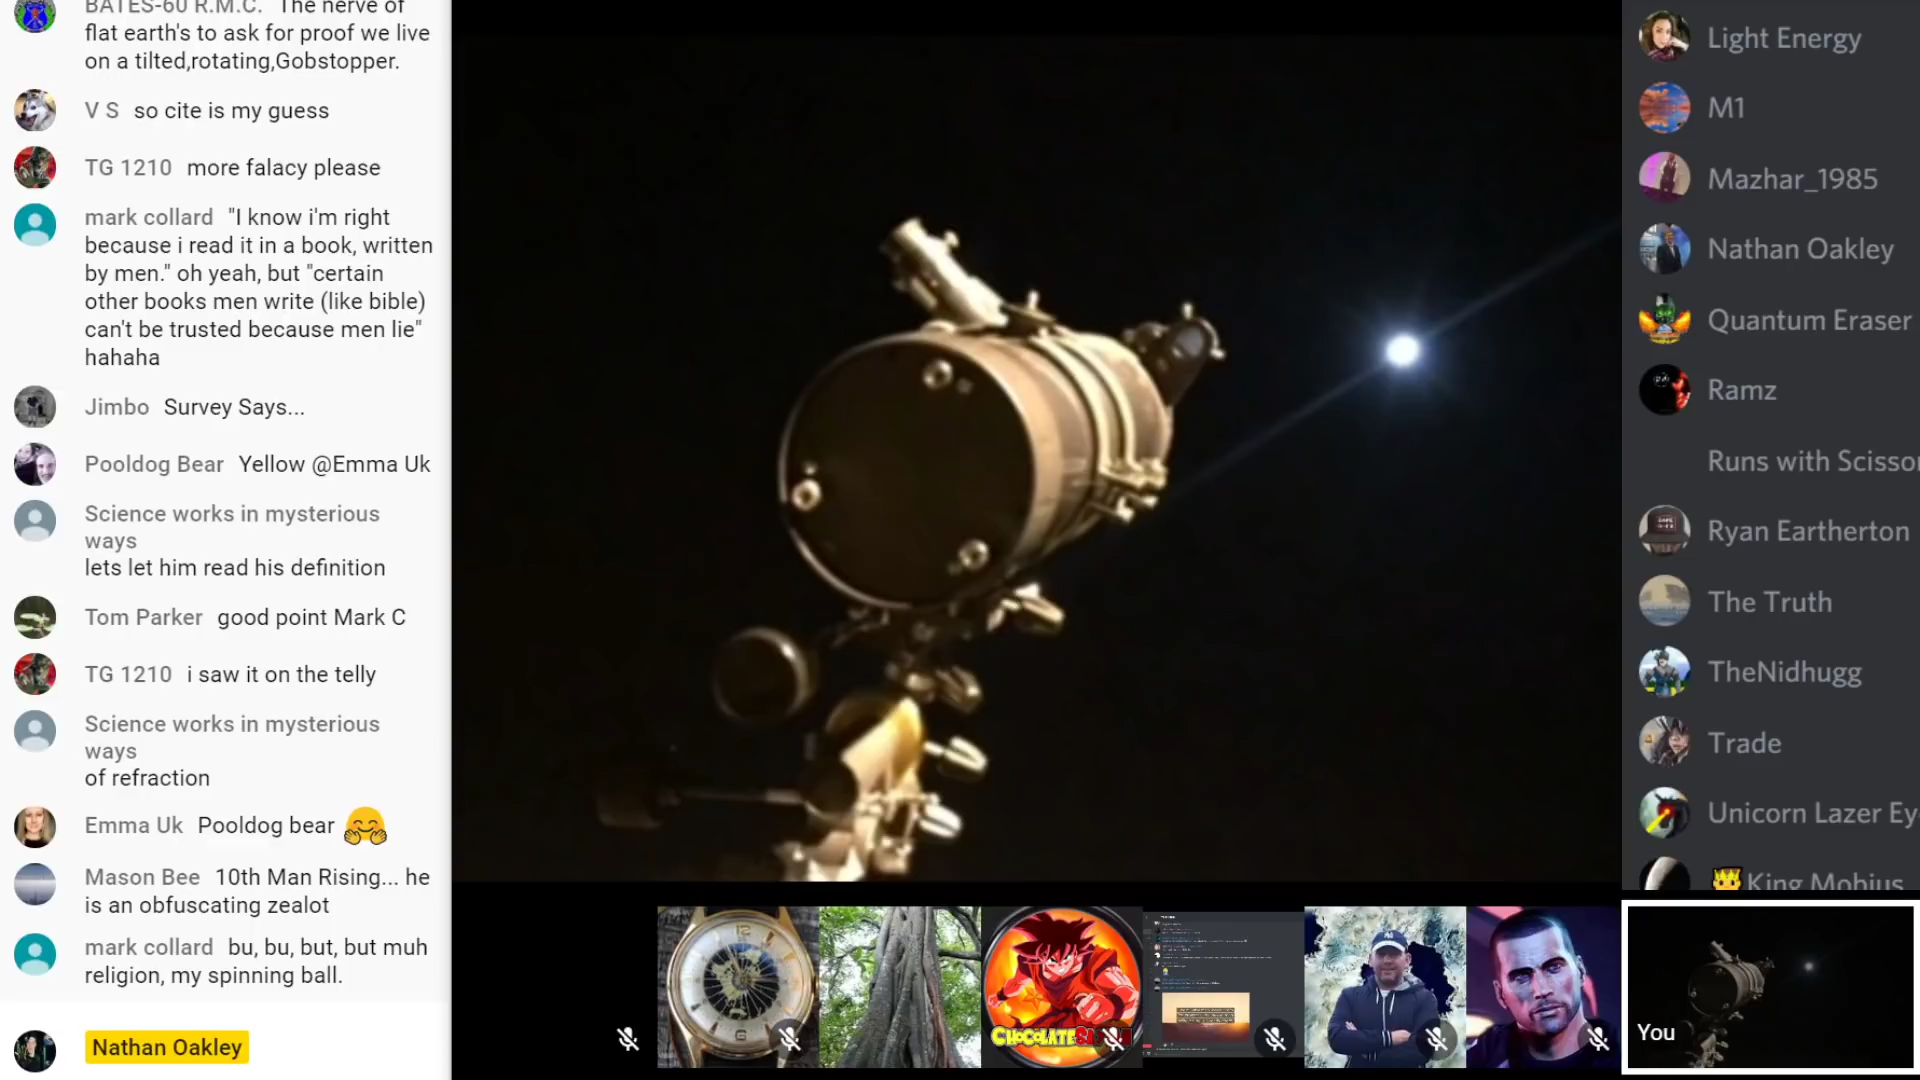 BATES-60 R.M.C. The nerve of
flat earth's to ask for proof we live
on a tilted,rotating,Gobstopper.
V S so cite is my guess
TG 1210 more falacy please
mark collard "I know i'm right
because i read it in a book, written
by men." oh yeah, but "certain
other books men write (like bible)
can't be trusted because men lie"
hahaha
Jimbo Survey Says...
Pooldog Bear Yellow @Emma Uk
Science works in mysterious
ways
lets let him read his definition
Tom Parker good point Mark C
TG 1210 i saw it on the telly
Science works in mysterious
ways
of refraction
Emma Uk Pooldog bear 🤗
Mason Bee 10th Man Rising... he
is an obfuscating zealot
mark collard bu, bu, but, but muh
religion, my spinning ball.
Nathan Oakley
Light Energy
M1
Mazhar_1985
Nathan Oakley
Quantum Eraser
Ramz
Runs with Scissor
Ryan Eartherton
The Truth
TheNidhugg
Trade
Unicorn Lazer Ey
👑King Mobius
You